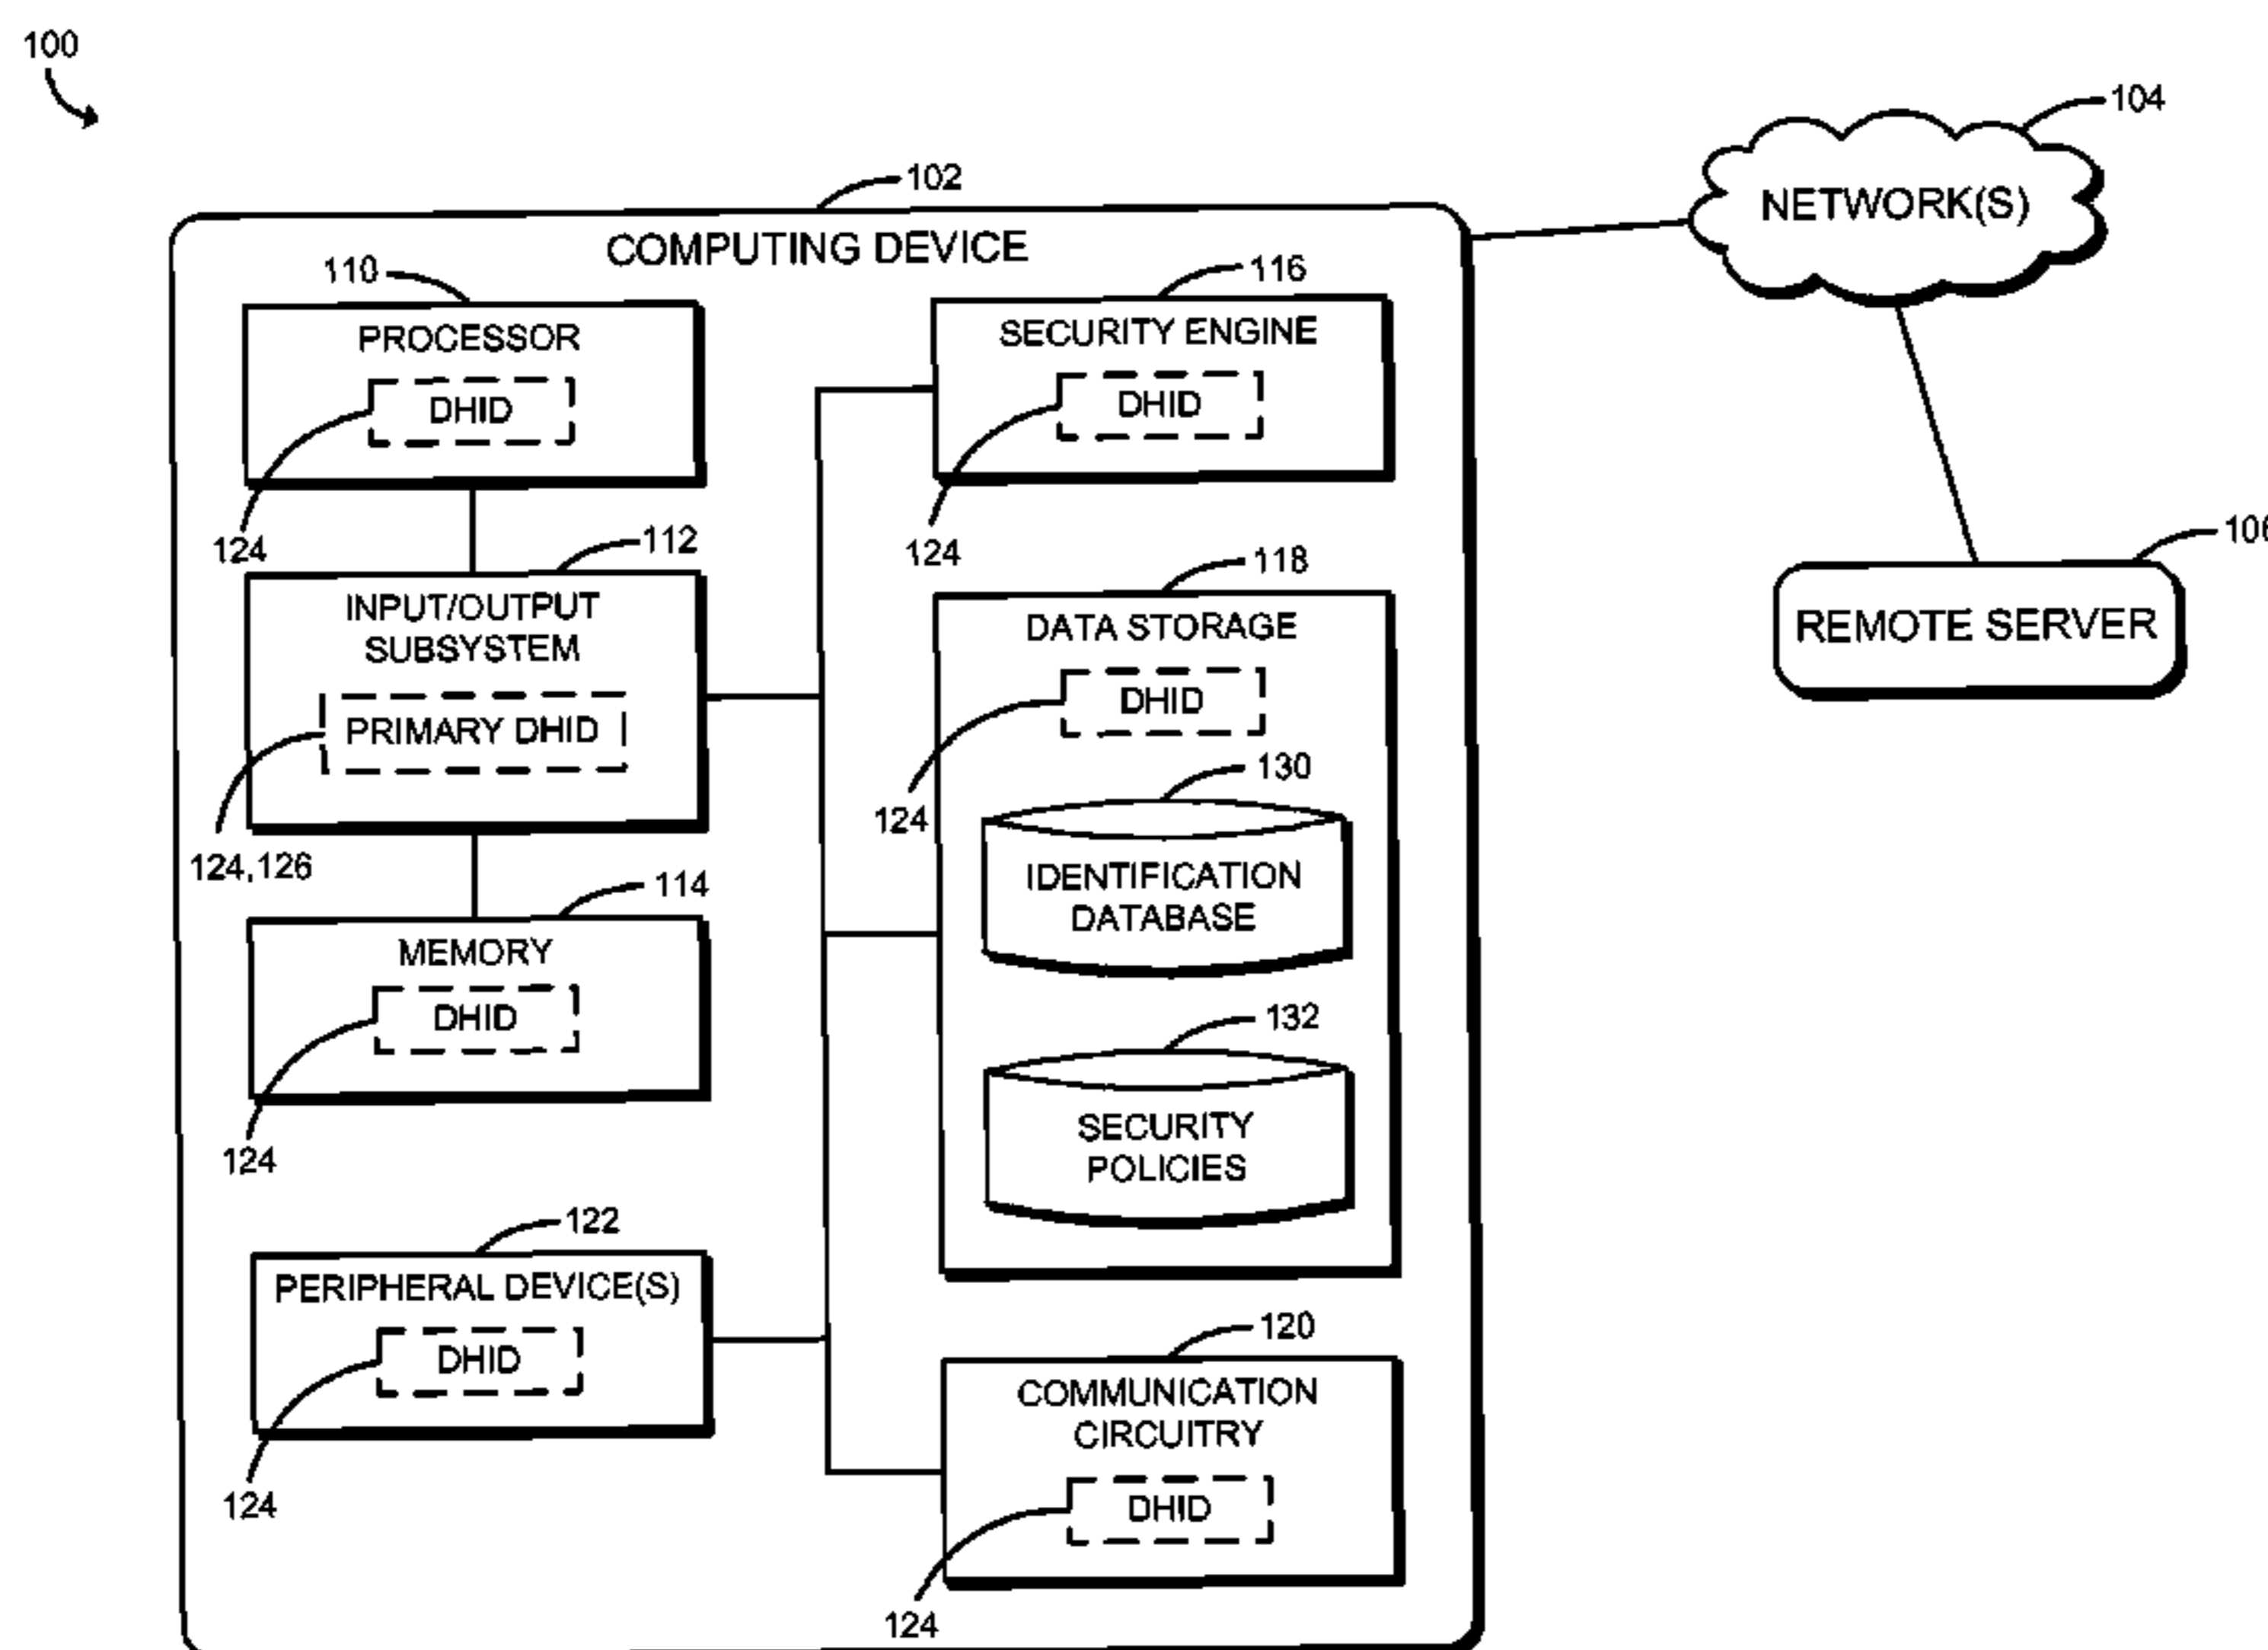 100
104
NETWORK(S)
102
COMPUTING DEVICE
110
PROCESSOR
DHID
124
116
SECURITY ENGINE
DHID
124
112
INPUT/OUTPUT
SUBSYSTEM
PRIMARY DHID
124,126
118
DATA STORAGE
DHID
124
130
IDENTIFICATION
DATABASE
132
SECURITY
POLICIES
106
REMOTE SERVER
114
MEMORY
DHID
124
122
PERIPHERAL DEVICE(S)
DHID
124
120
COMMUNICATION
CIRCUITRY
DHID
124